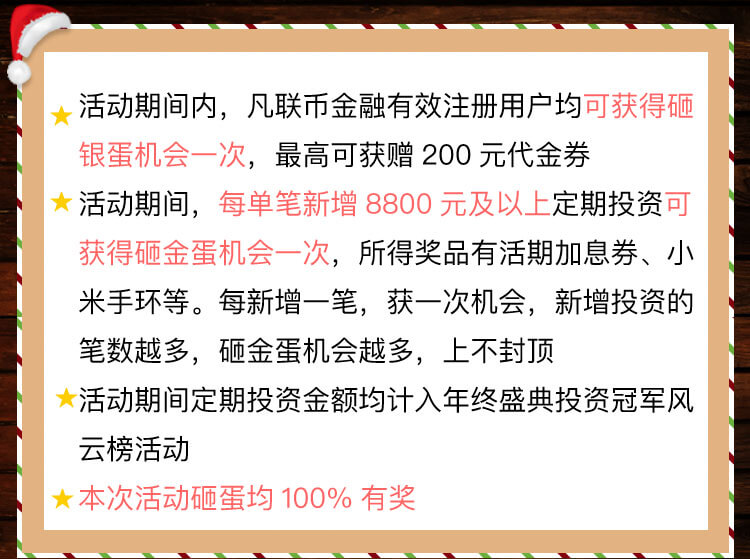 活动期间内，凡联币金融有效注册用户均可获得砸
银蛋机会一次，最高可获赠 200 元代金券
活动期间，每单笔新增 8800 元及以上定期投资可
获得砸金蛋机会一次，所得奖品有活期加息券、小
米手环等。每新增一笔，获一次机会，新增投资的
笔数越多，砸金蛋机会越多，上不封顶
活动期间定期投资金额均计入年终盛典投资冠军风
云榜活动
本次活动砸蛋均 100% 有奖